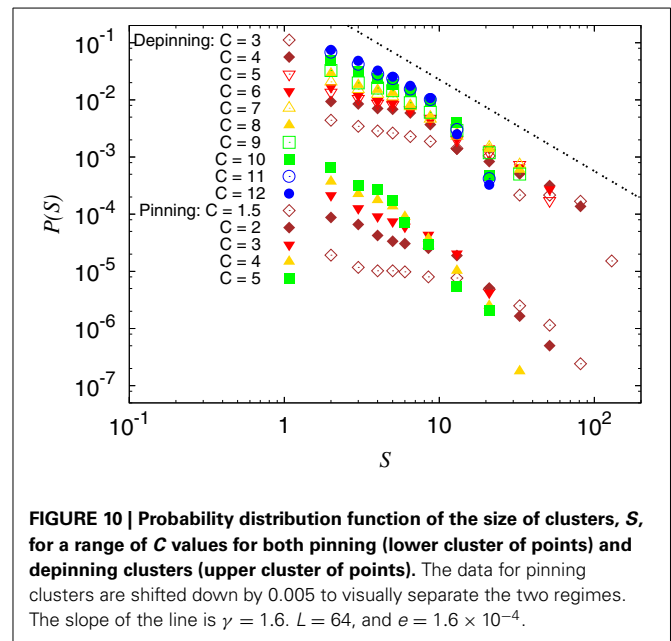 10^-1
10^-2
10^-3
10^-4
10^-5
10^-6
10^-7
P(S)
Depinning: C = 3
C = 4
C = 5
C = 6
C = 7
C = 8
C = 9
C = 10
C = 11
C = 12
Pinning: C = 1.5
C = 2
C = 3
C = 4
C = 5
10^-1 1 10 10^2
S
FIGURE 10 | Probability distribution function of the size of clusters, S,
for a range of C values for both pinning (lower cluster of points) and
depinning clusters (upper cluster of points). The data for pinning
clusters are shifted down by 0.005 to visually separate the two regimes.
The slope of the line is γ = 1.6. L = 64, and e = 1.6 × 10^−4.